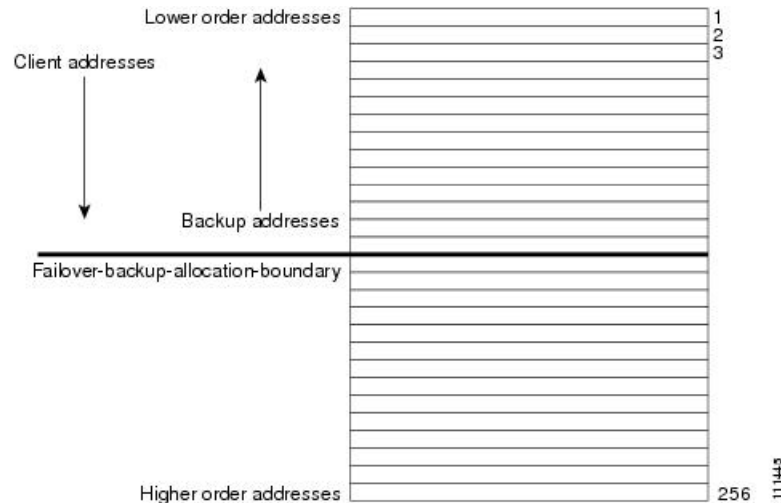 Lower order addresses
1
2
3
Client addresses
Backup addresses
Failover-backup-allocation-boundary
Higher order addresses
256